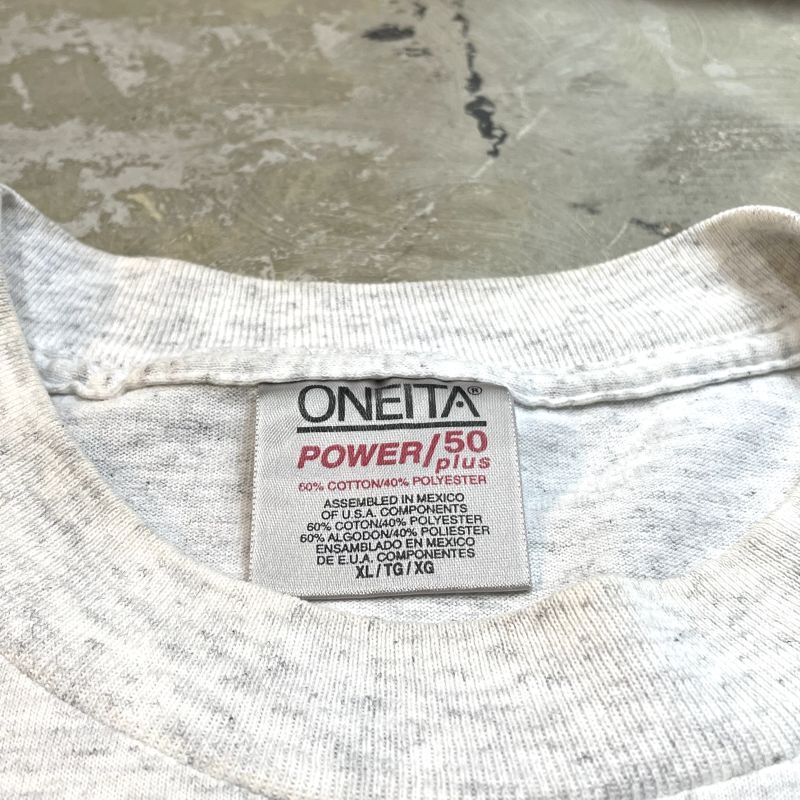 ONEITA®
POWER/50
plus
60% COTTON/40% POLYESTER
ASSEMBLED IN MEXICO
OF U.S.A. COMPONENTS
60% COTON/40% POLYESTER
60% ALGODON/40% POLIESTER
ENSAMBLADO EN MEXICO
DE E.U.A. COMPONENTES
XL/TG/XG